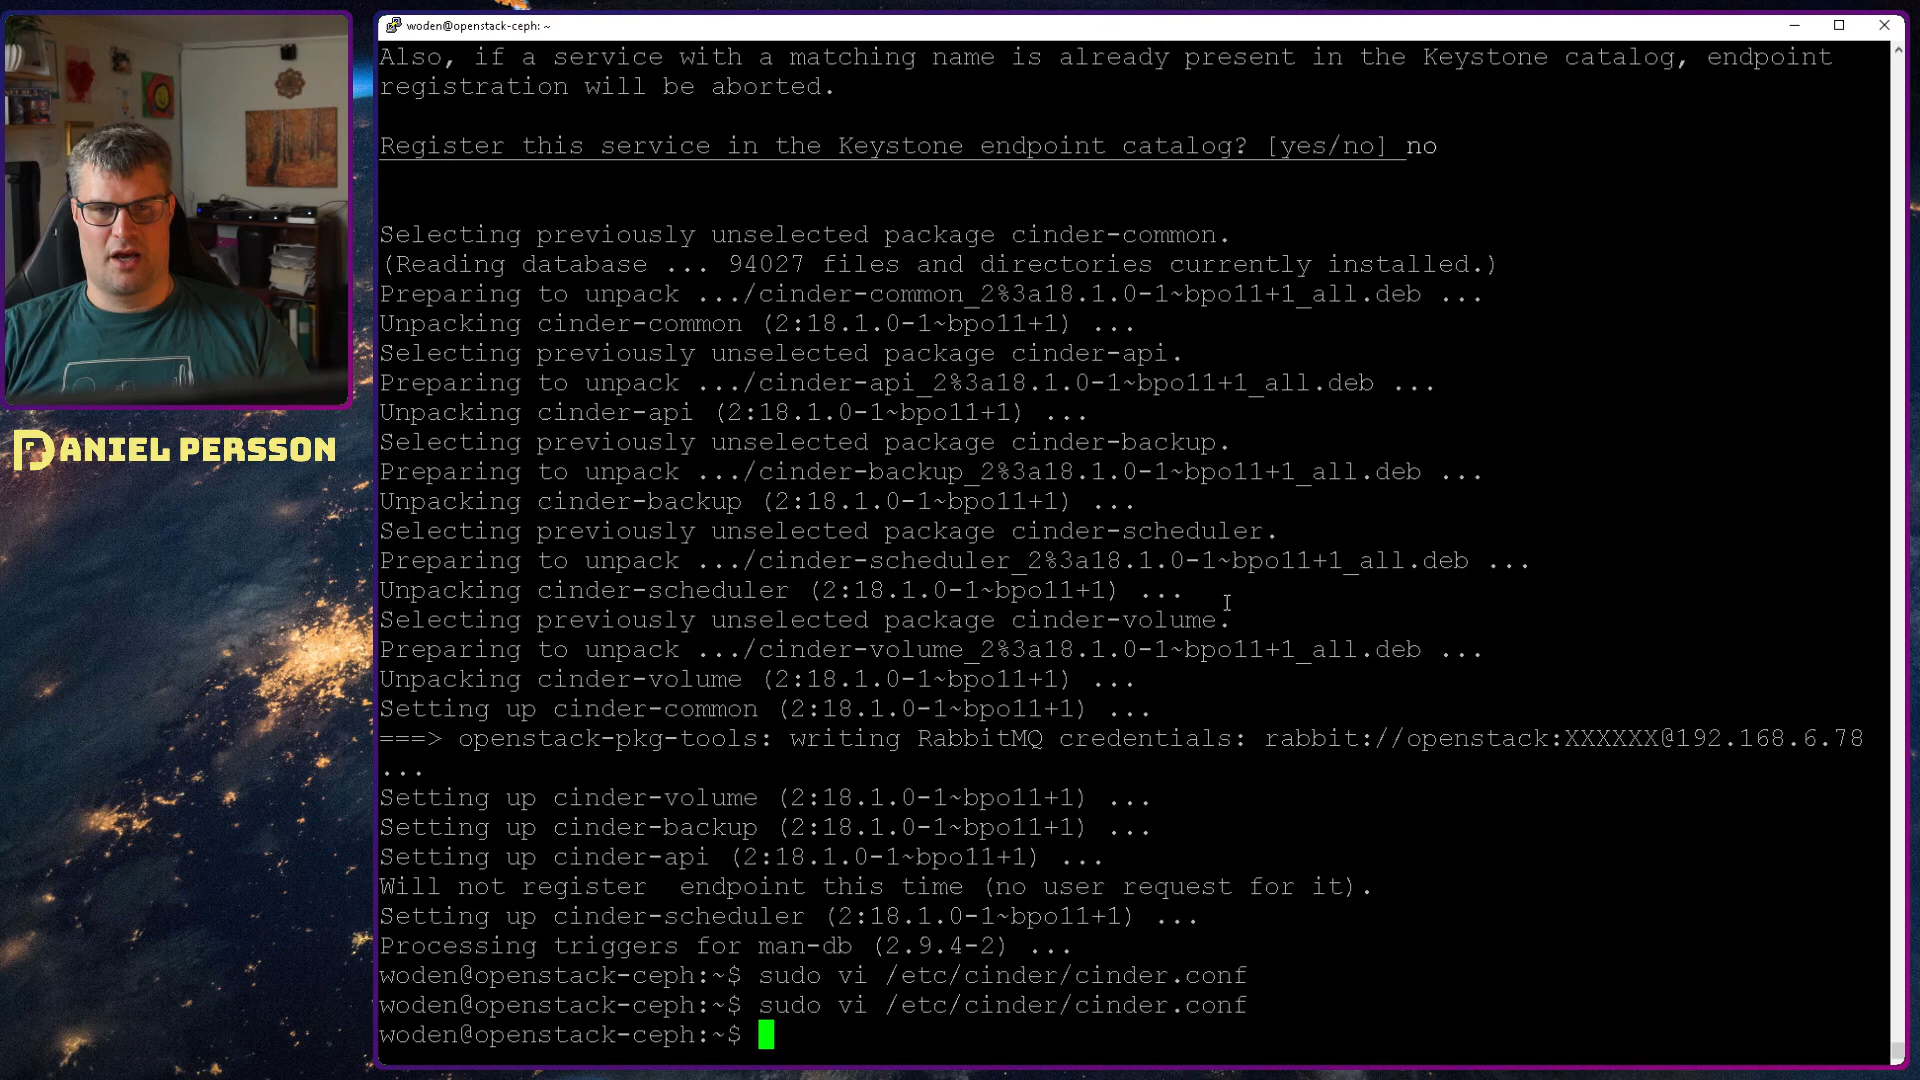 woden@openstack-ceph: ~
Also, if a service with a matching name is already present in the Keystone catalog, endpoint
registration will be aborted.
Register this service in the Keystone endpoint catalog? [yes/no] no
Selecting previously unselected package cinder-common.
(Reading database ... 94027 files and directories currently installed.)
Preparing to unpack .../cinder-common_2%3a18.1.0-1~bpo11+1_all.deb ...
Unpacking cinder-common (2:18.1.0-1~bpo11+1) ...
Selecting previously unselected package cinder-api.
Preparing to unpack .../cinder-api_2%3a18.1.0-1~bpo11+1_all.deb ...
Unpacking cinder-api (2:18.1.0-1~bpo11+1) ...
Selecting previously unselected package cinder-backup.
Preparing to unpack .../cinder-backup_2%3a18.1.0-1~bpo11+1_all.deb ...
Unpacking cinder-backup (2:18.1.0-1~bpo11+1) ...
Selecting previously unselected package cinder-scheduler.
Preparing to unpack .../cinder-scheduler_2%3a18.1.0-1~bpo11+1_all.deb ...
Unpacking cinder-scheduler (2:18.1.0-1~bpo11+1) ...
Selecting previously unselected package cinder-volume.
Preparing to unpack .../cinder-volume_2%3a18.1.0-1~bpo11+1_all.deb ...
Unpacking cinder-volume (2:18.1.0-1~bpo11+1) ...
Setting up cinder-common (2:18.1.0-1~bpo11+1) ...
===> openstack-pkg-tools: writing RabbitMQ credentials: rabbit://openstack:XXXXXX@192.168.6.78
...
Setting up cinder-volume (2:18.1.0-1~bpo11+1) ...
Setting up cinder-backup (2:18.1.0-1~bpo11+1) ...
Setting up cinder-api (2:18.1.0-1~bpo11+1) ...
Will not register  endpoint this time (no user request for it).
Setting up cinder-scheduler (2:18.1.0-1~bpo11+1) ...
Processing triggers for man-db (2.9.4-2) ...
woden@openstack-ceph:~$ sudo vi /etc/cinder/cinder.conf
woden@openstack-ceph:~$ sudo vi /etc/cinder/cinder.conf
woden@openstack-ceph:~$
DANIEL PERSSON